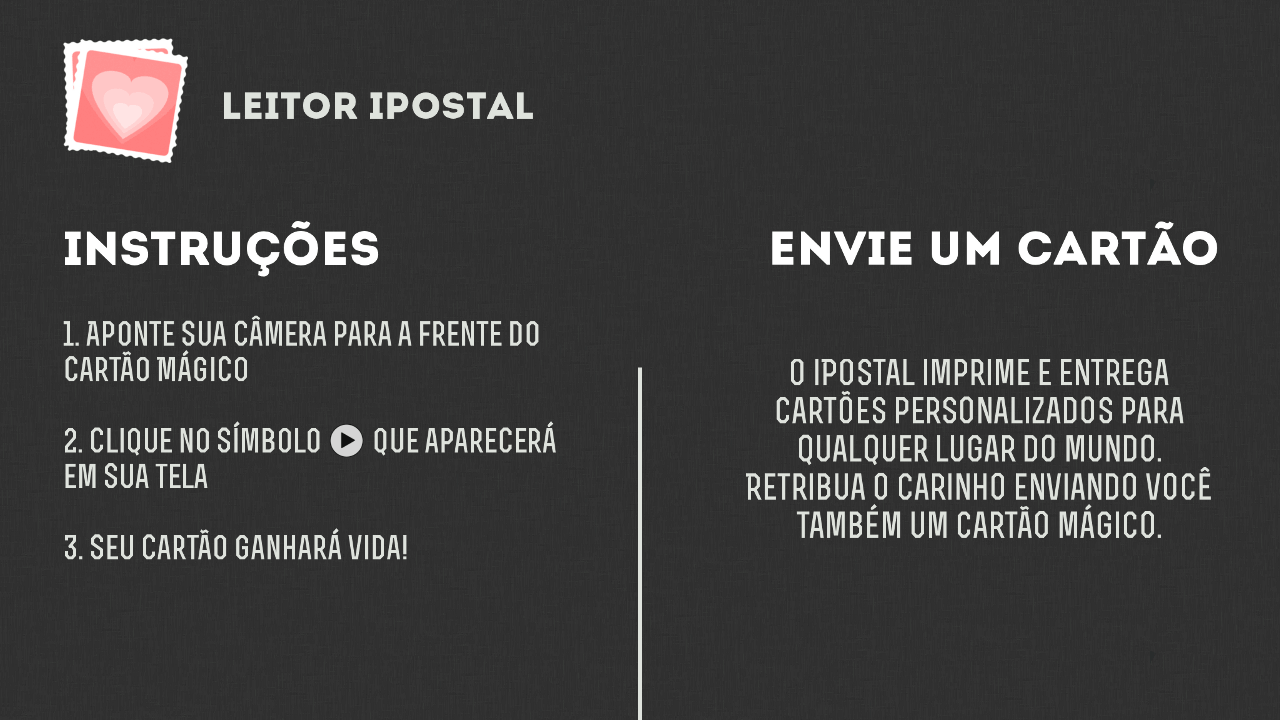 LEITOR IPOSTAL
INSTRUÇÕES
1. APONTE SUA CÂMERA PARA A FRENTE DO
CARTÃO MÁGICO
2. CLIQUE NO SÍMBOLO QUE APARECERÁ
EM SUA TELA
3. SEU CARTÃO GANHARÁ VIDA!
ENVIE UM CARTÃO
O IPOSTAL IMPRIME E ENTREGA
CARTÕES PERSONALIZADOS PARA
QUALQUER LUGAR DO MUNDO.
RETRIBUA O CARINHO ENVIANDO VOCÊ
TAMBÉM UM CARTÃO MÁGICO.